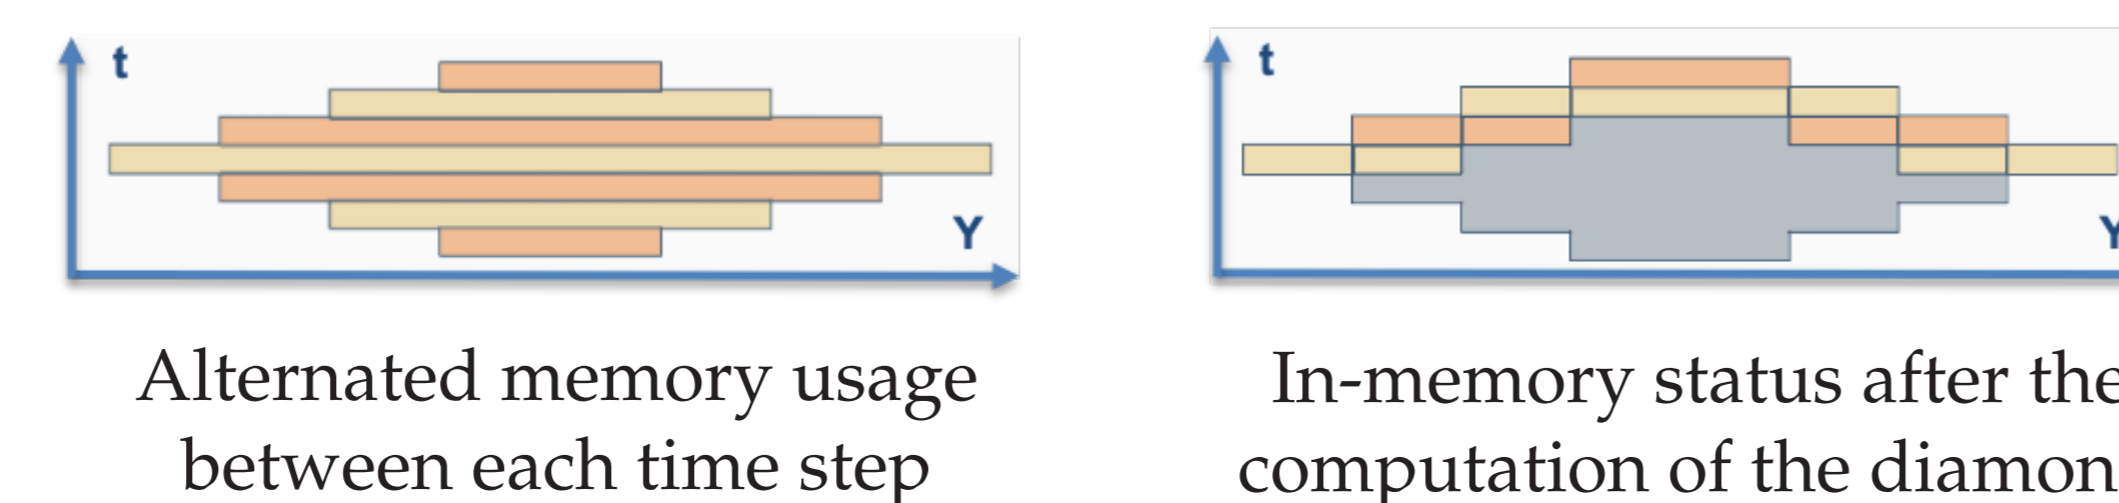 t
Y
Alternated memory usage
between each time step
t
Y
In-memory status after the
computation of the diamon